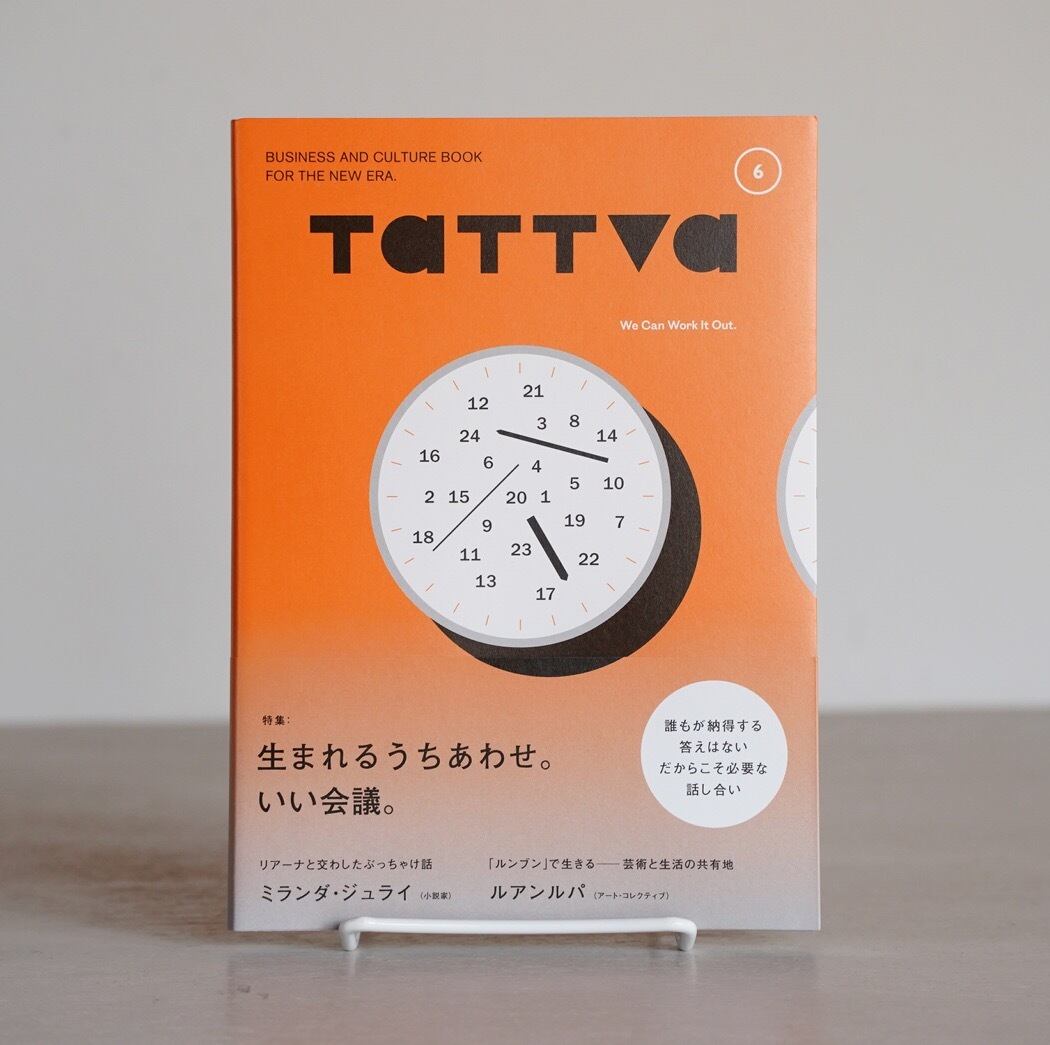 BUSINESS AND CULTURE BOOK
FOR THE NEW ERA.
6
TaTTVa
We Can Work It Out.
21
12
3 8
24 14
16
6 4
5 10
2 15 20 1
18 9 19 7
11 23 22
13
17
特集:
生まれるうちあわせ。
いい会議。
誰もが納得する
答えはない
だからこそ必要な
話し合い
リアーナと交わしたぶっちゃけ話
ミランダ・ジュライ（小説家）
「ルンブン」で生きる——芸術と生活の共有地
ルアンルパ（アート・コレクティブ）